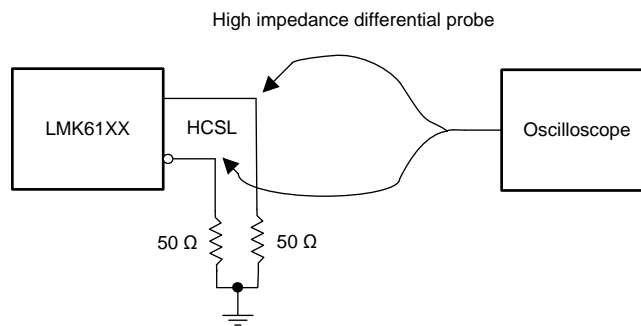 High impedance differential probe
LMK61XX
HCSL
Oscilloscope
50 Ω
50 Ω